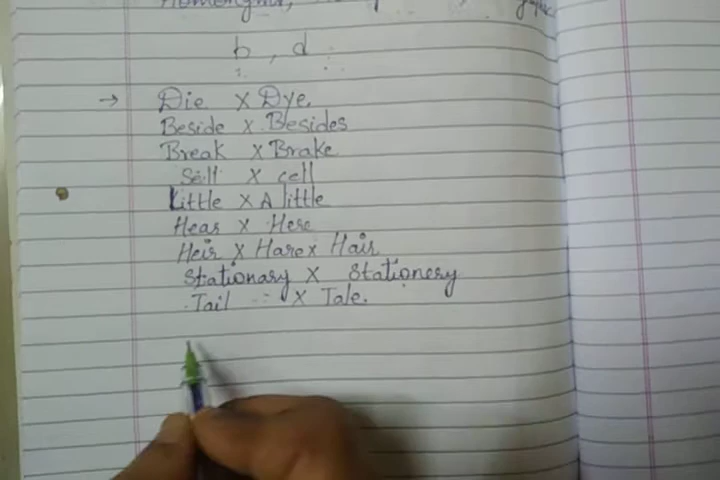 b, d
→ Die X Dye.
Beside X Besides
Break X Brake
Sell X cell
Little X A little
Hear X Here
Heir X Hare x Hair
Stationary X Stationery
Tail X Tale.